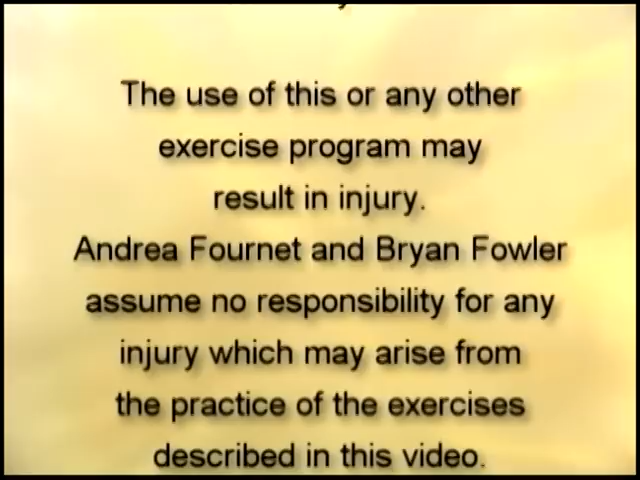 The use of this or any other
exercise program may
result in injury.
Andrea Fournet and Bryan Fowler
assume no responsibility for any
injury which may arise from
the practice of the exercises
described in this video.